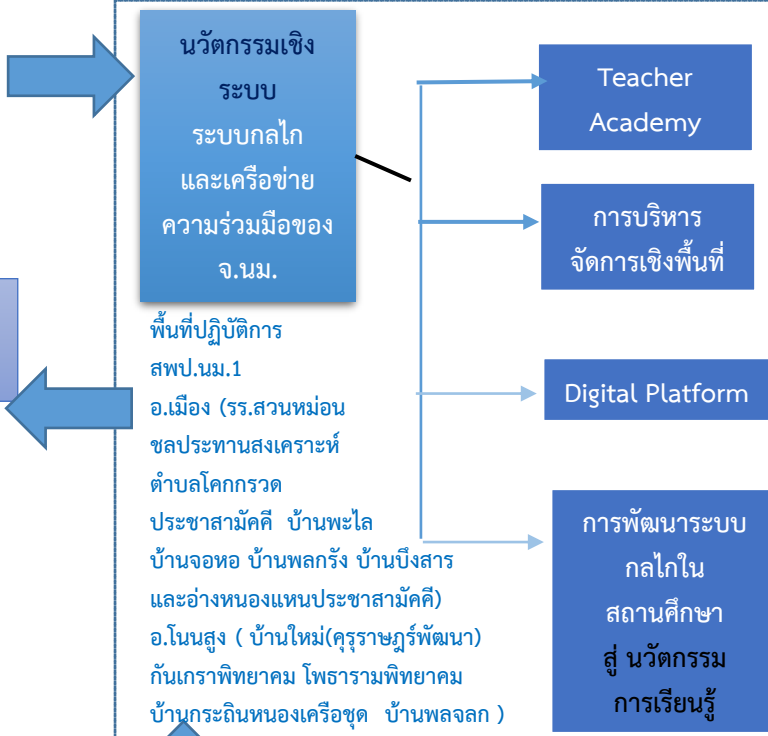 นวัตกรรมเชิง
ระบบ
ระบบกลไก
และเครือข่าย
ความร่วมมือของ
จ.นม.
พื้นที่ปฏิบัติการ
สพป.นม.1
อ.เมือง (รร.สวนหม่อน
ชลประทานสงเคราะห์
ตำบลโคกกรวด
ประชาสามัคคี บ้านพะไล
บ้านจอหอ บ้านพลกรัง บ้านบึงสาร
และอ่างหนองแหนประชาสามัคคี)
อ.โนนสูง ( บ้านใหม่(คุรุราษฎร์พัฒนา)
กันเกราพิทยาคม โพธารามพิทยาคม
บ้านกระถินหนองเครือชุด บ้านพลจลก )
Teacher
Academy
การบริหาร
จัดการเชิงพื้นที่
Digital Platform
การพัฒนาระบบ
กลไกใน
สถานศึกษา
สู่ นวัตกรรม
การเรียนรู้